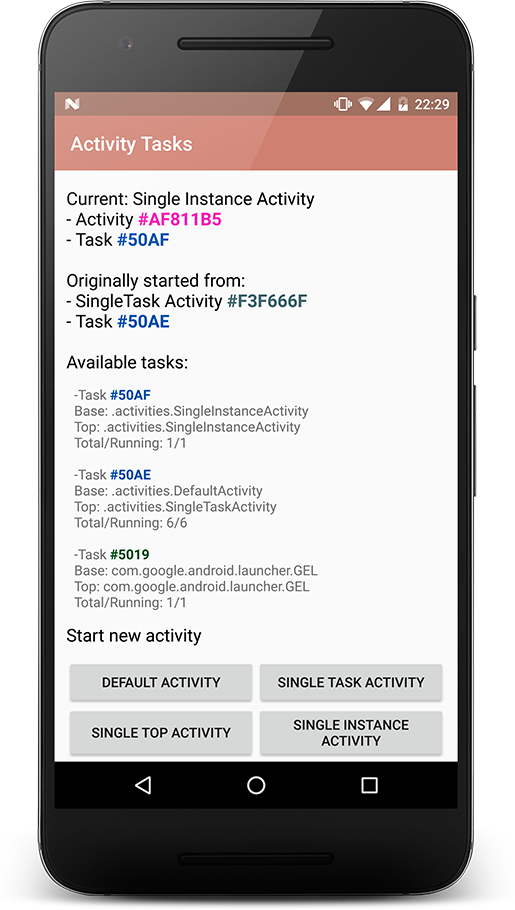 22:29
Activity Tasks
Current: Single Instance Activity
- Activity #AF811B5
- Task #50AF
Originally started from:
- SingleTask Activity #F3F666F
- Task #50AE
Available tasks:
-Task #50AF
Base: .activities.SingleInstanceActivity
Top: .activities.SingleInstanceActivity
Total/Running: 1/1
-Task #50AE
Base: .activities.DefaultActivity
Top: .activities.SingleTaskActivity
Total/Running: 6/6
-Task #5019
Base: com.google.android.launcher.GEL
Top: com.google.android.launcher.GEL
Total/Running: 1/1
Start new activity
DEFAULT ACTIVITY
SINGLE TASK ACTIVITY
SINGLE TOP ACTIVITY
SINGLE INSTANCE
ACTIVITY